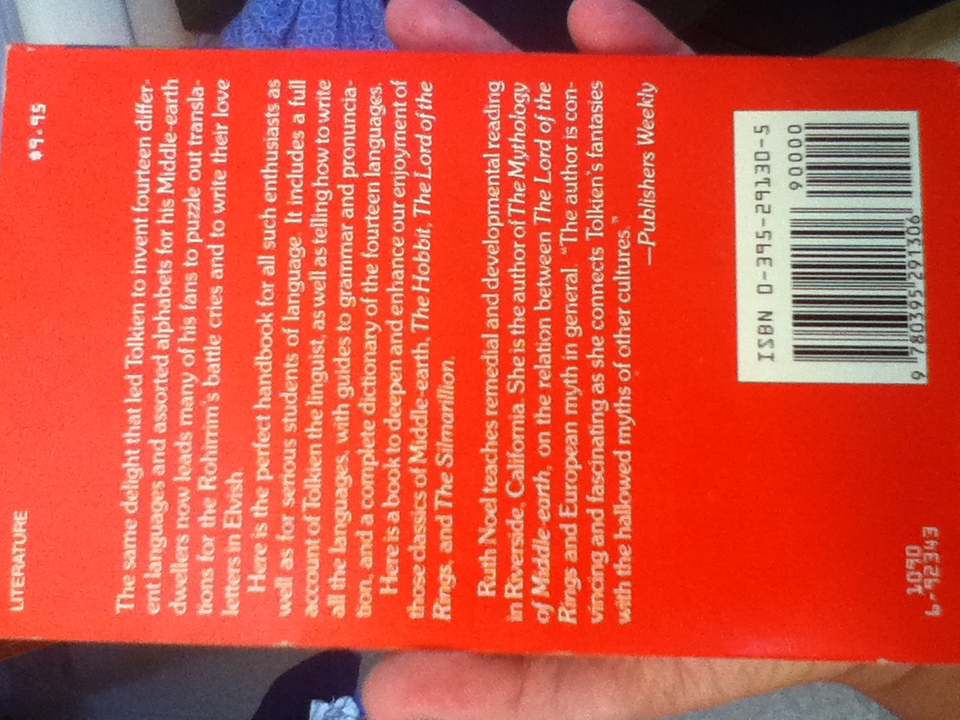 LITERATURE $9.95
The same delight that led Tolkien to invent fourteen differ-
ent languages and assorted alphabets for his Middle-earth
dwellers now leads many of his fans to puzzle out transla-
tions for the Rohirrim's battle cries and to write their love
letters in Elvish.
Here is the perfect handbook for all such enthusiasts as
well as for serious students of language. It includes a full
account of Tolkien the linguist, as well as telling how to write
all the languages, with guides to grammar and pronuncia-
tion, and a complete dictionary of the fourteen languages.
Here is a book to deepen and enhance our enjoyment of
those classics of Middle-earth, The Hobbit, The Lord of the
Rings, and The Silmarillion.
Ruth Noel teaches remedial and developmental reading
in Riverside, California. She is the author of The Mythology
of Middle-earth, on the relation between The Lord of the
Rings and European myth in general. "The author is con-
vincing and fascinating as she connects Tolkien's fantasies
with the hallowed myths of other cultures."
—Publishers Weekly
ISBN 0-395-29130-5
90000
9 780395 291306
1090
6-92343